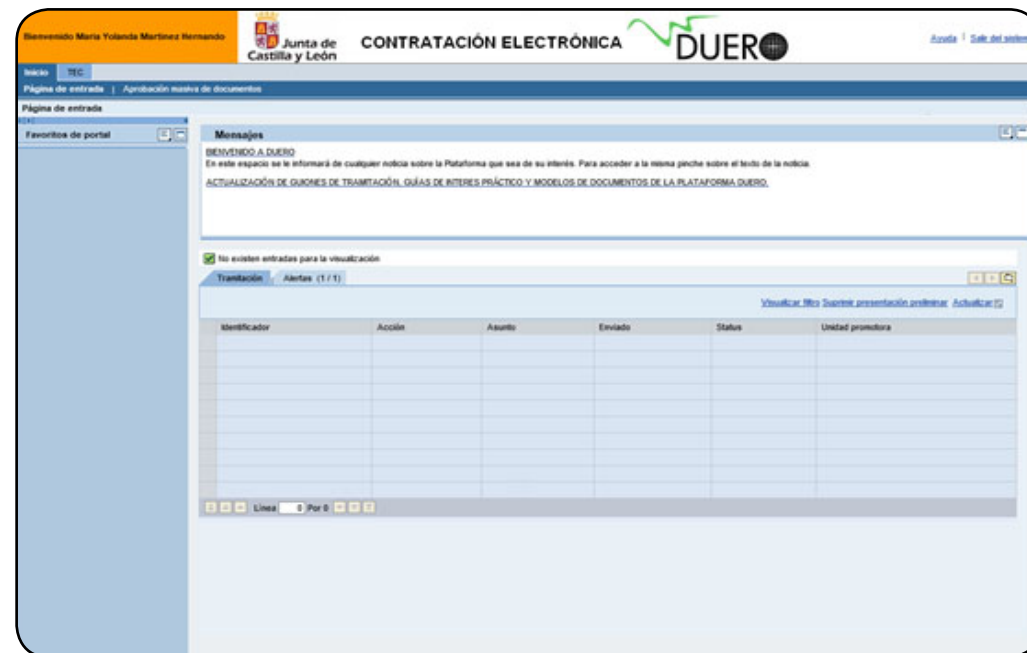 Bienvenido Maria Yolanda Martinez Hernando
Junta de
Castilla y León
CONTRATACIÓN ELECTRÓNICA
DUERO
Ayuda | Salir del sistem
Inicio TEC
Página de entrada | Aprobación masiva de documentos
Página de entrada
Favoritos de portal
Mensajes
BIENVENIDO A DUERO
En este espacio se le informará de cualquier noticia sobre la Plataforma que sea de su interés. Para acceder a la misma pinche sobre el texto de la noticia.
ACTUALIZACIÓN DE GUIONES DE TRAMITACIÓN, GUÍAS DE INTERES PRÁCTICO Y MODELOS DE DOCUMENTOS DE LA PLATAFORMA DUERO.
No existen entradas para la visualización
Tramitación Alertas (1 / 1)
Visualizar filtro Suprimir presentación preliminar Actualizar
Identificador Acción Asunto Enviado Status Unidad promotora
Línea 0 Por 0